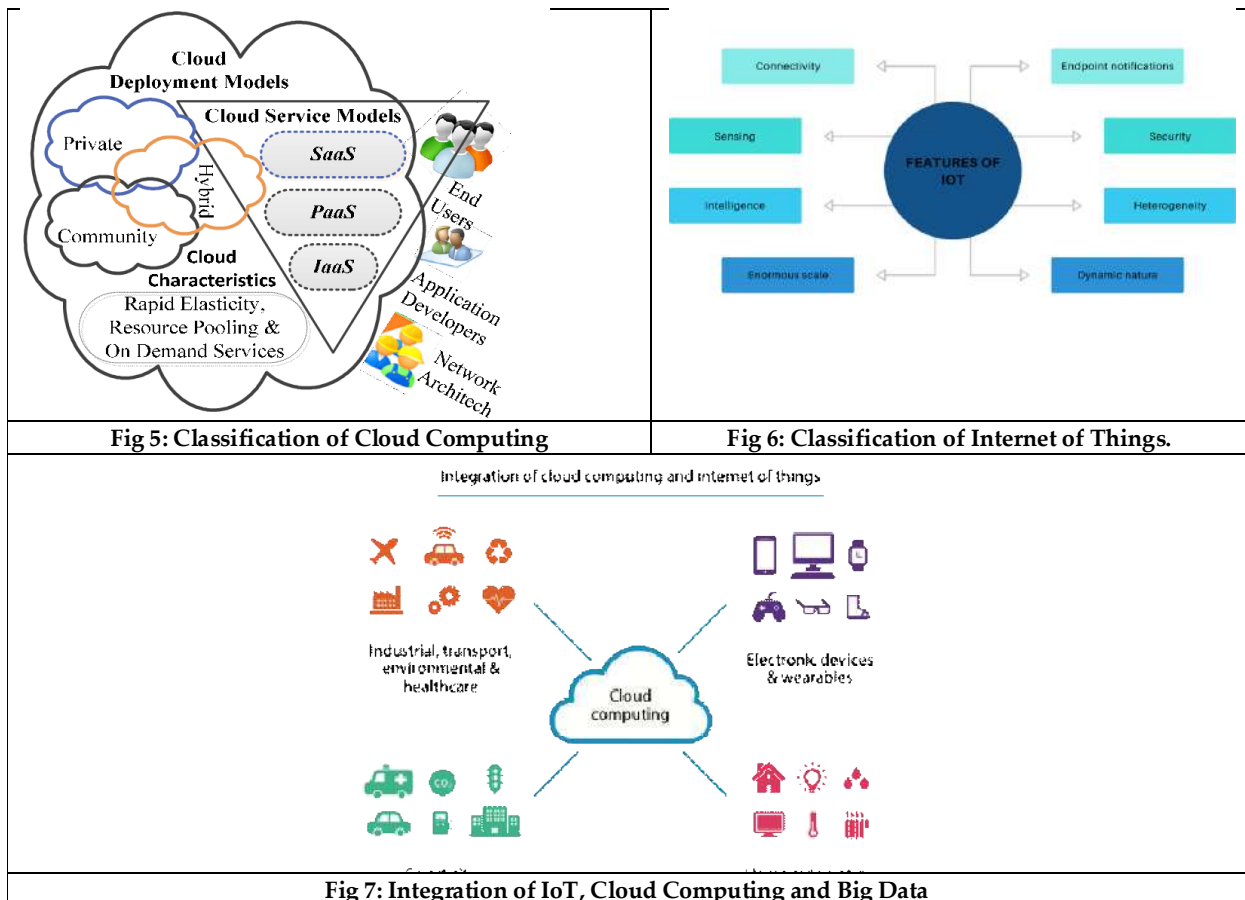 Cloud
Deployment Models
Private
Hybrid
Community
Cloud Service Models
SaaS
PaaS
IaaS
End
Users
Application
Developers
Network
Architech
Cloud
Characteristics
Rapid Elasticity,
Resource Pooling &
On Demand Services
Fig 5: Classification of Cloud Computing
Connectivity
Endpoint notifications
Sensing
Security
FEATURES OF
IOT
Intelligence
Heterogeneity
Enormous scale
Dynamic nature
Fig 6: Classification of Internet of Things.
Integration of cloud computing and internet of things
Industrial, transport,
environmental &
healthcare
Electronic devices
& wearables
Cloud
computing
CO
Fig 7: Integration of IoT, Cloud Computing and Big Data